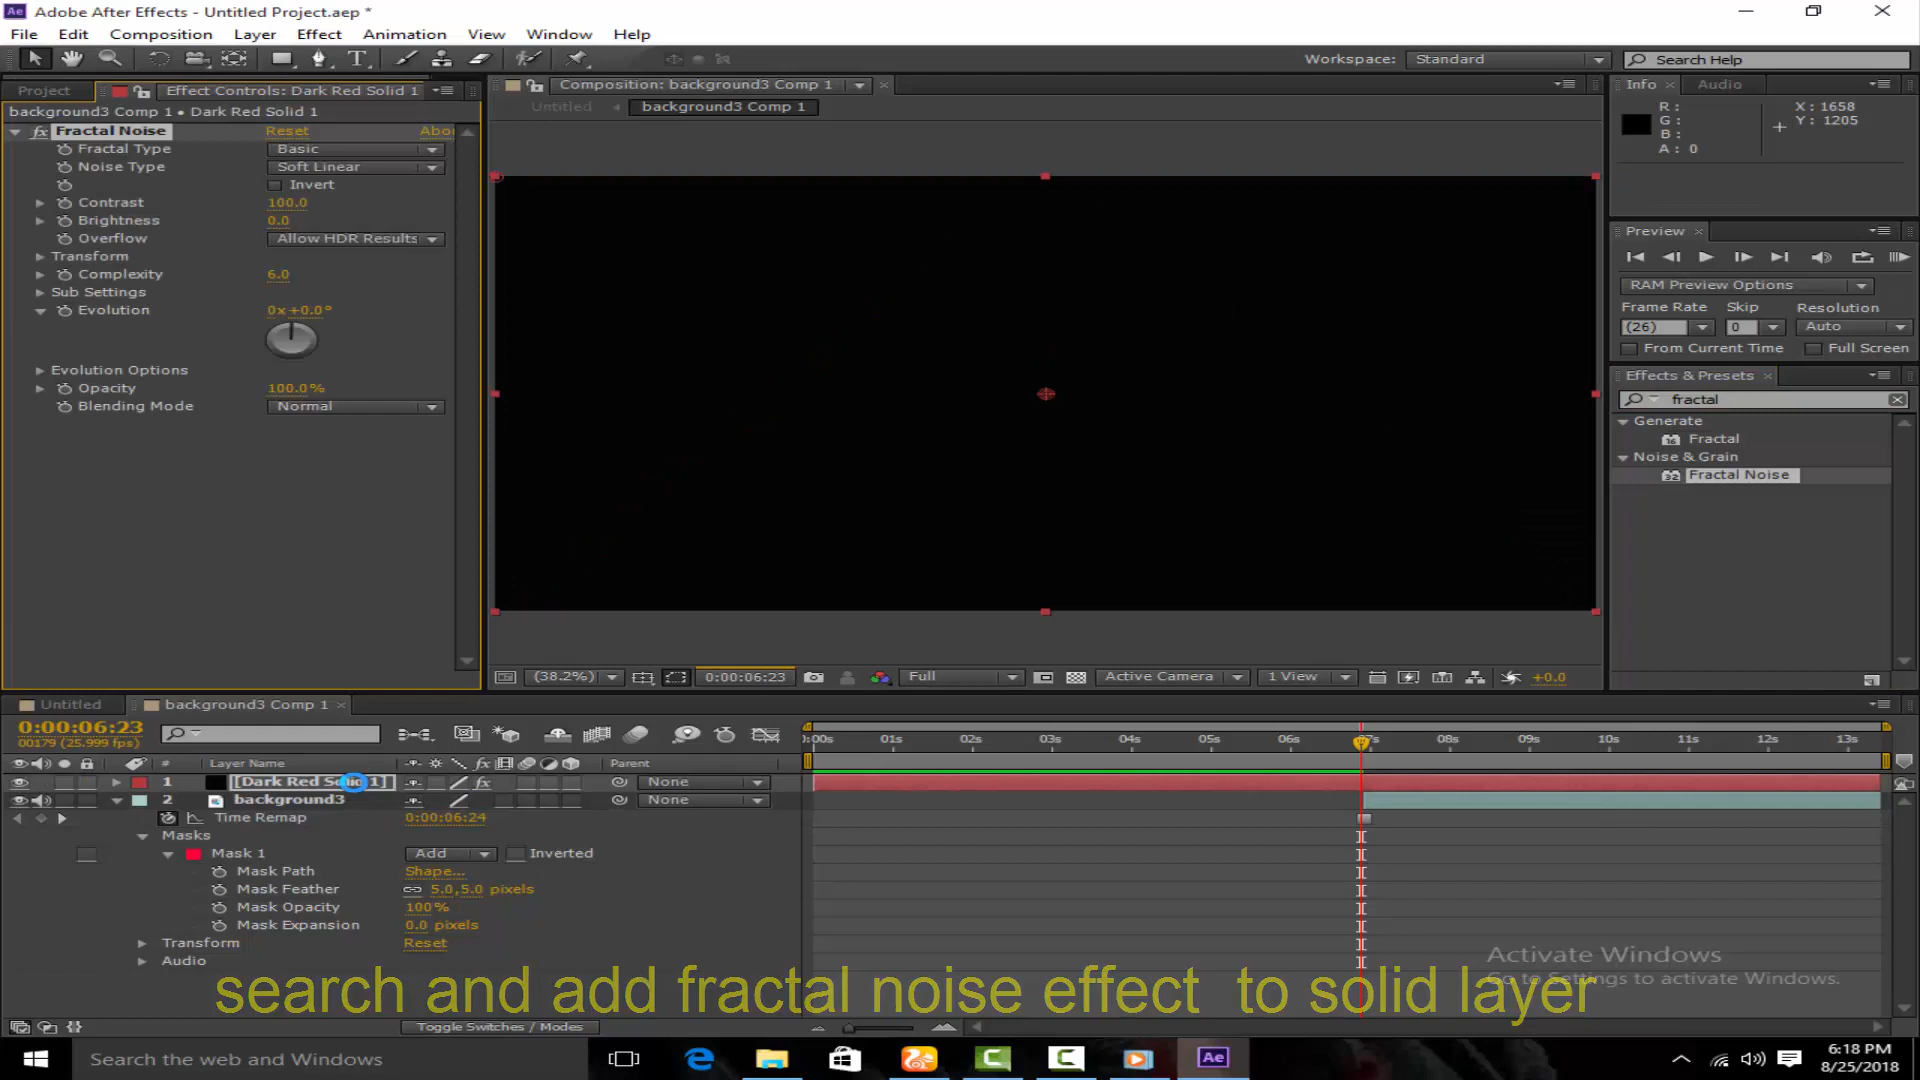 Adobe After Effects - Untitled Project.aep *
File Edit Composition Layer Effect Animation View Window Help
Workspace: Standard Search Help
Project Effect Controls: Dark Red Solid 1
background3 Comp 1 • Dark Red Solid 1
Fractal Noise Reset Abo
Fractal Type Basic
Noise Type Soft Linear
Invert
Contrast 100.0
Brightness 0.0
Overflow Allow HDR Results
Transform
Complexity 6.0
Sub Settings
Evolution 0x+0.0°
Evolution Options
Opacity 100.0%
Blending Mode Normal
Composition: background3 Comp 1
Untitled background3 Comp 1
(38.2%) 0:00:06:23 Full Active Camera 1 View +0.0
Info Audio
R: X: 1658
G: Y: 1205
B:
A: 0
Preview
RAM Preview Options
Frame Rate Skip Resolution
(26) 0 Auto
From Current Time Full Screen
Effects & Presets
fractal
Generate
Fractal
Noise & Grain
Fractal Noise
Untitled background3 Comp 1
0:00:06:23
00179 (25.999 fps)
:00s 01s 02s 03s 04s 05s 06s 7s 08s 09s 10s 11s 12s 13s
# Layer Name Parent
1 [Dark Red Solid 1] None
2 background3 None
Time Remap 0:00:06:24
Masks
Mask 1 Add Inverted
Mask Path Shape...
Mask Feather 5.0,5.0 pixels
Mask Opacity 100%
Mask Expansion 0.0 pixels
Transform Reset
Audio
Activate Windows
Go to Settings to activate Windows.
search and add fractal noise effect to solid layer
Toggle Switches / Modes
Search the web and Windows
6:18 PM
8/25/2018